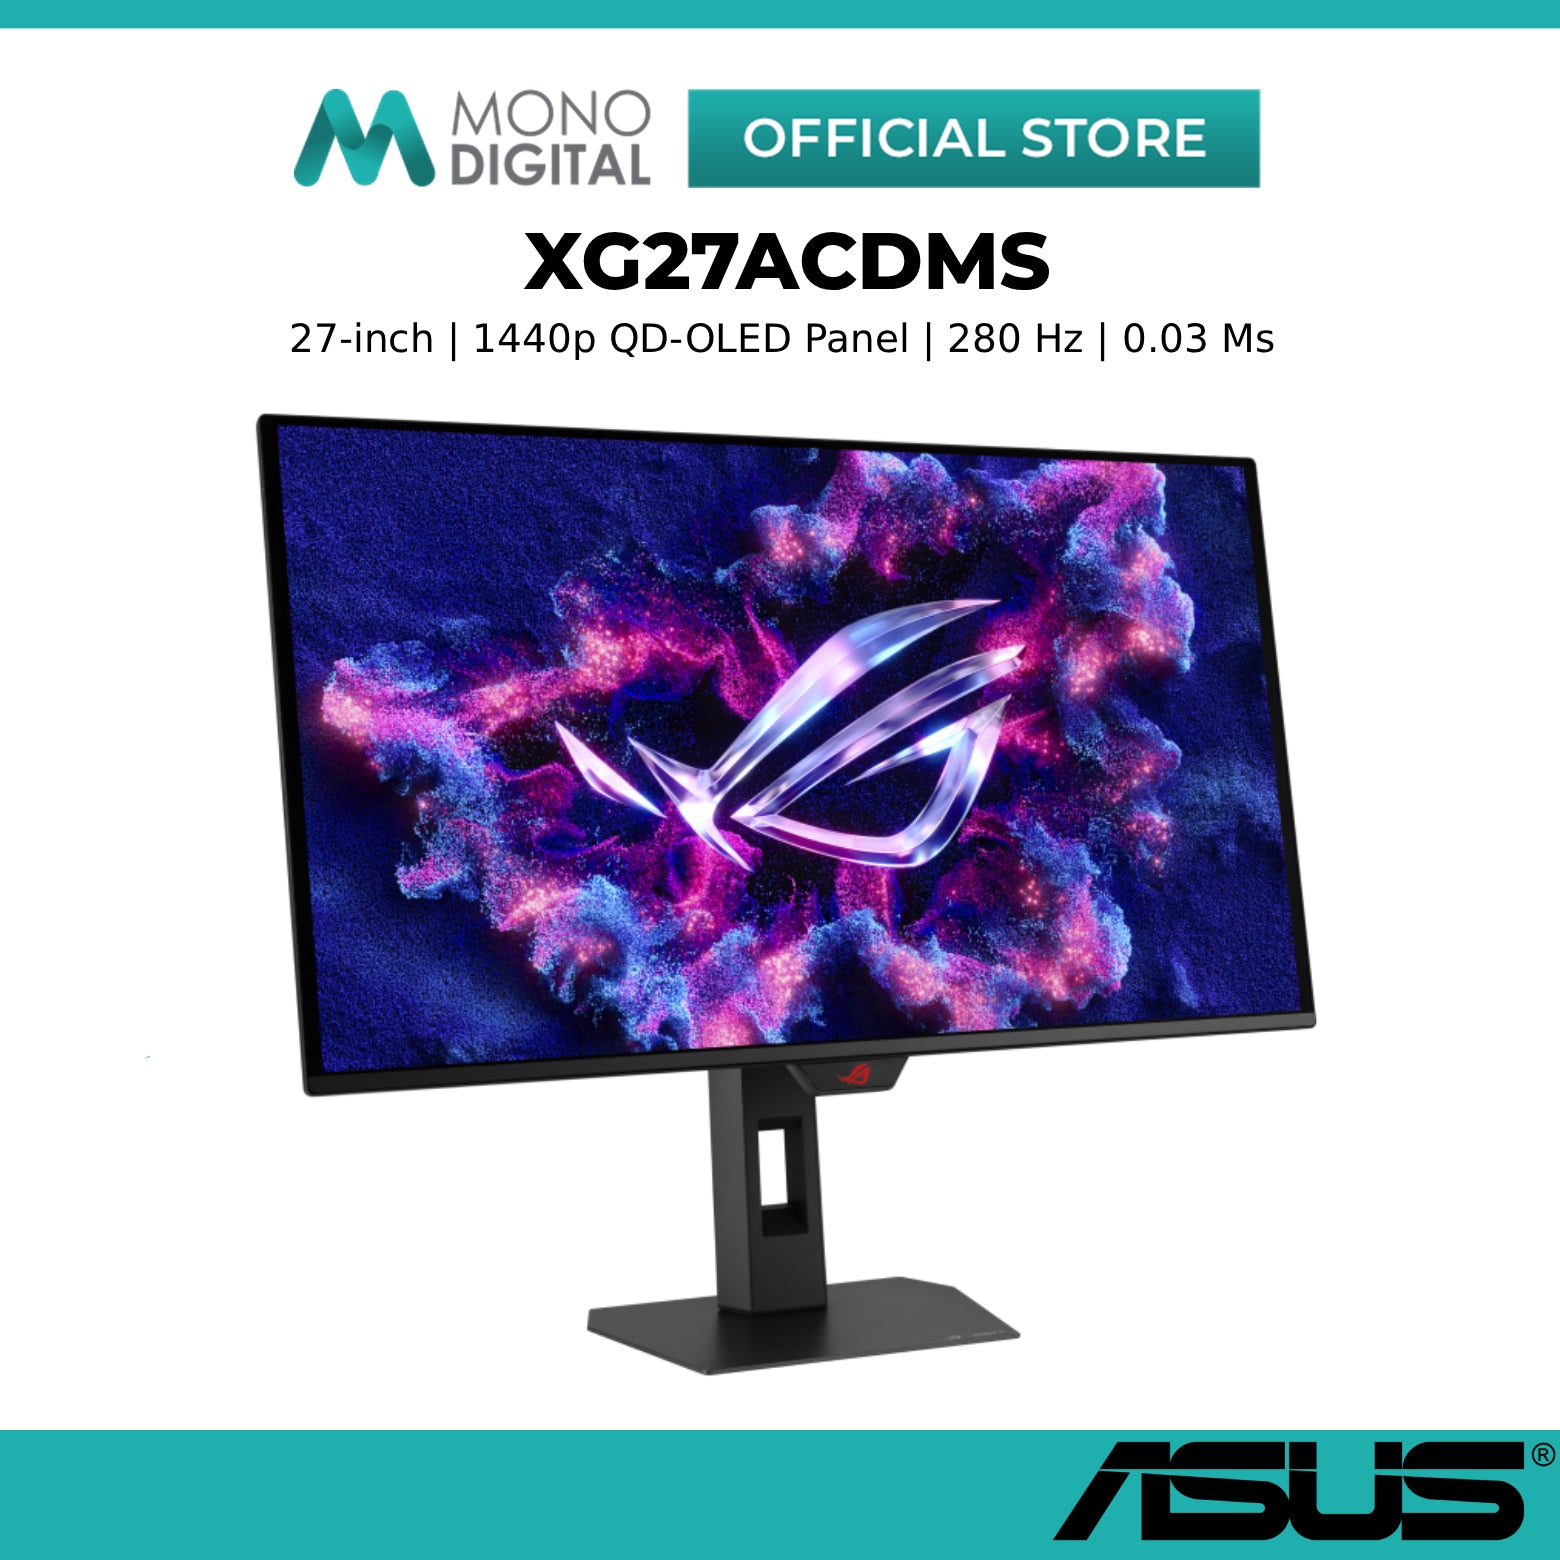 MONO
DIGITAL
OFFICIAL STORE
XG27ACDMS
27-inch | 1440p QD-OLED Panel | 280 Hz | 0.03 Ms
ASUS®